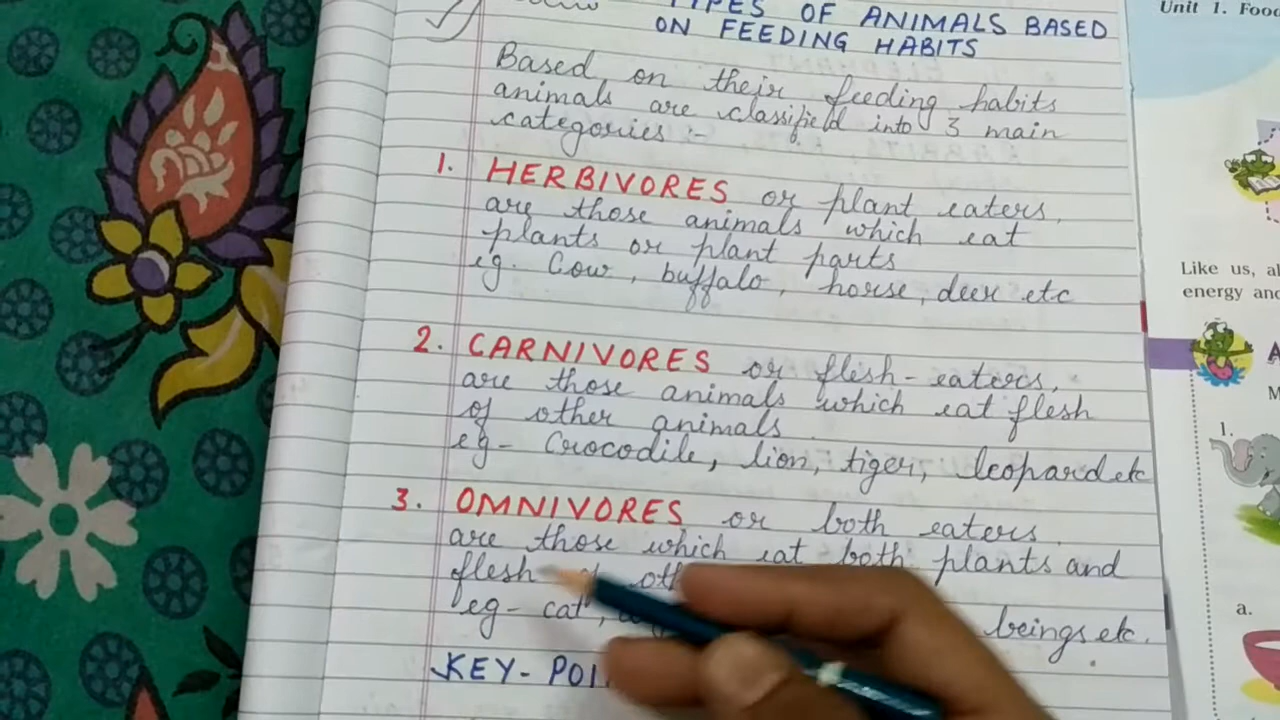 TYPES OF ANIMALS BASED
ON FEEDING HABITS
Based on their feeding habits
animals are classifield into 3 main
categories :-
1. HERBIVORES or plant eaters,
are those animals which eat
plants or plant parts
eg. Cow, buffalo, horse, deer etc
2. CARNIVORES or flesh-eaters,
are those animals which eat flesh
of other animals
eg- Crocodile, lion, tiger, leopard etc
3. OMNIVORES or both eaters
are those which eat both plants and
flesh
eg- cat, beings etc.
KEY-POI
Unit 1. Food
Like us, al
energy and
A
M
1.
a.